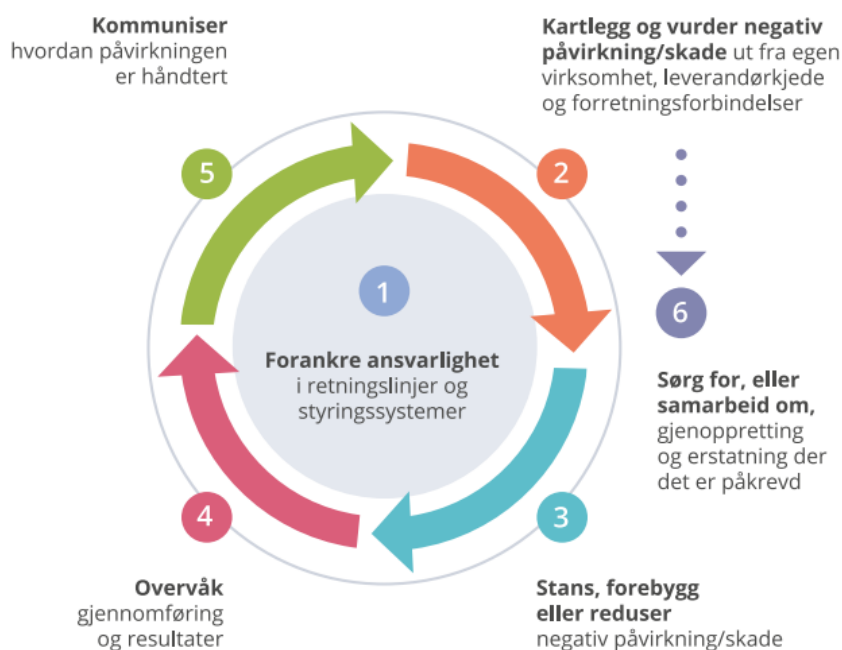 Kommuniser
hvordan påvirkningen
er håndtert
Kartlegg og vurder negativ
påvirkning/skade ut fra egen
virksomhet, leverandørkjede
og forretningsforbindelser
5
2
1
Forankre ansvarlighet
i retningslinjer og
styringssystemer
6
Sørg for, eller
samarbeid om,
gjenoppretting
og erstatning der
det er påkrevd
4
3
Overvåk
gjennomføring
og resultater
Stans, forebygg
eller reduser
negativ påvirkning/skade